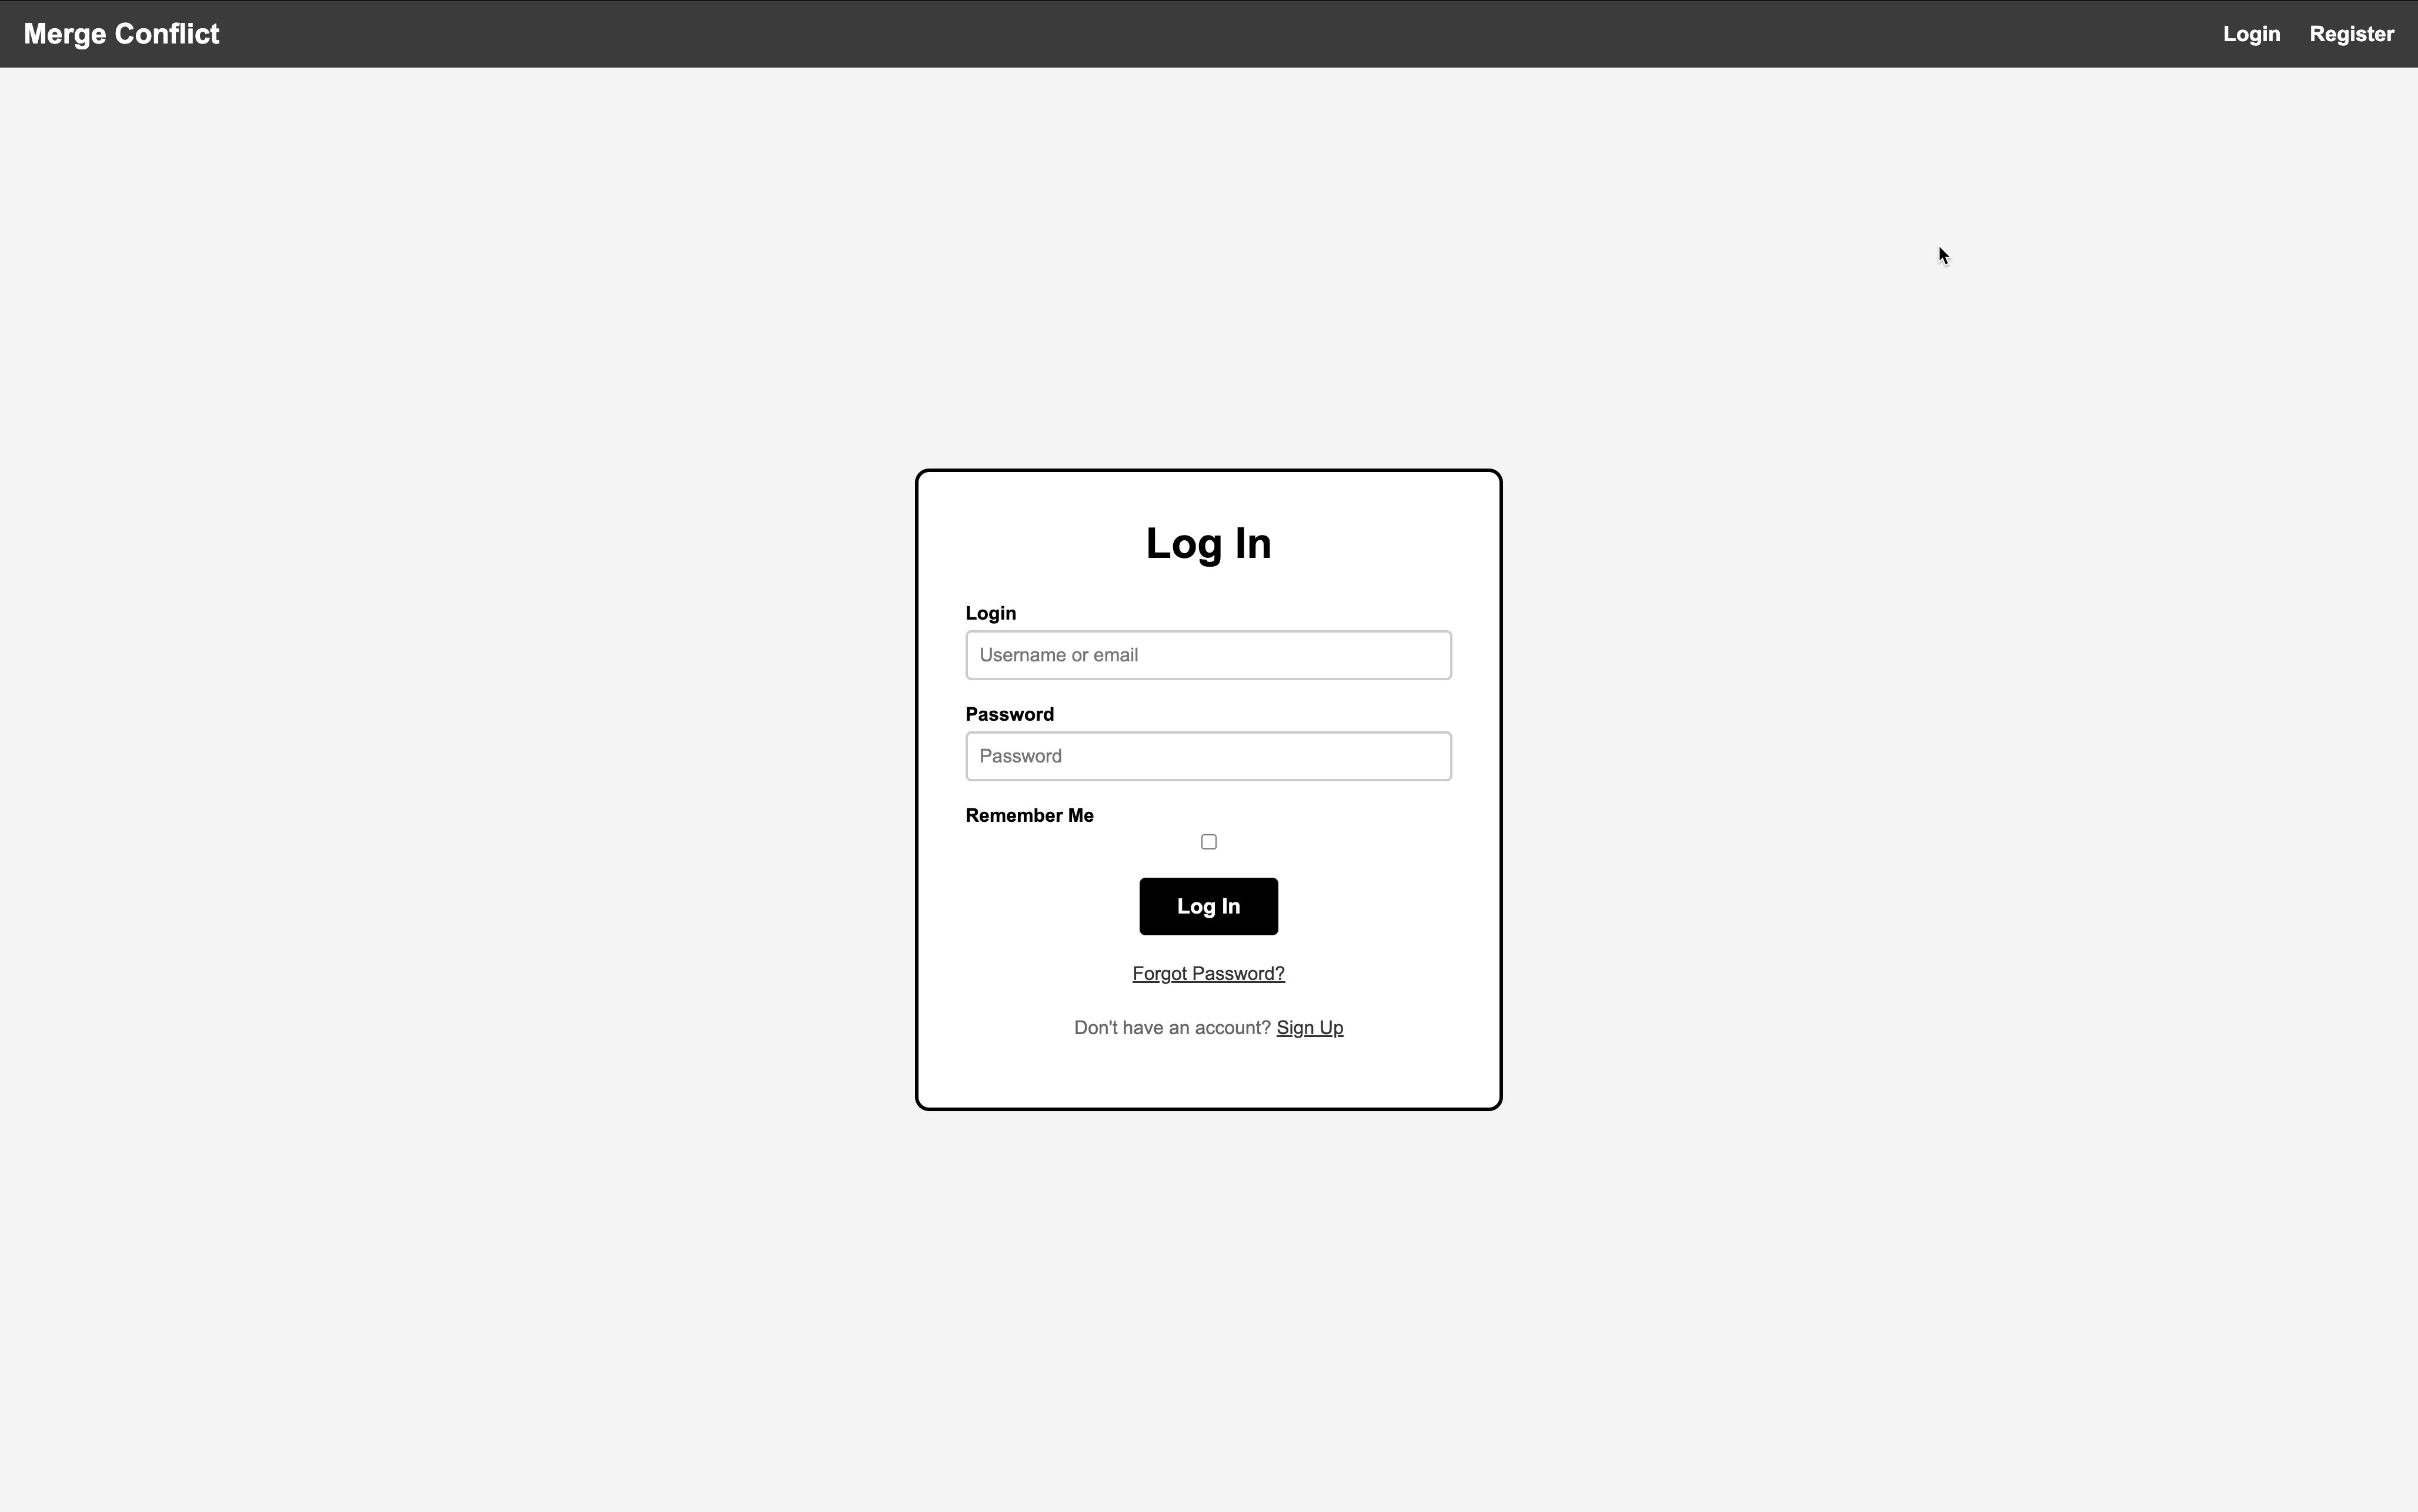 Merge Conflict
Login
Register
Log In
Login
Username or email
Password
Password
Remember Me
Log In
Forgot Password?
Don't have an account? Sign Up